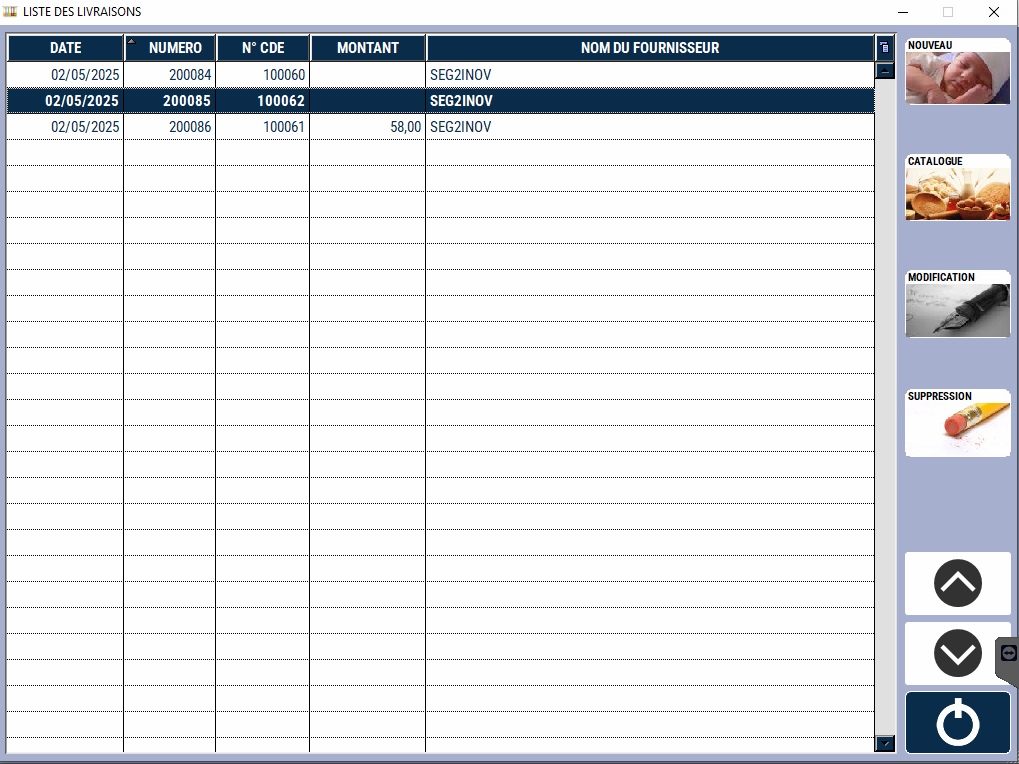 LISTE DES LIVRAISONS
DATE NUMERO N° CDE MONTANT NOM DU FOURNISSEUR
02/05/2025 200084 100060 SEG2INOV
02/05/2025 200085 100062 SEG2INOV
02/05/2025 200086 100061 58,00 SEG2INOV
NOUVEAU
CATALOGUE
MODIFICATION
SUPPRESSION